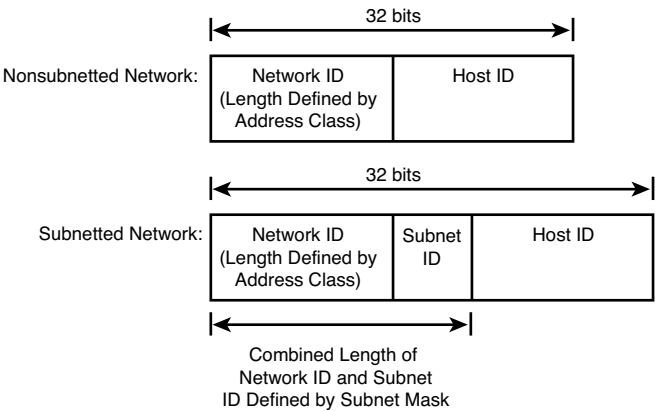 32 bits
Nonsubnetted Network:
Network ID
(Length Defined by
Address Class)
Host ID
32 bits
Subnetted Network:
Network ID
(Length Defined by
Address Class)
Subnet
ID
Host ID
Combined Length of
Network ID and Subnet
ID Defined by Subnet Mask